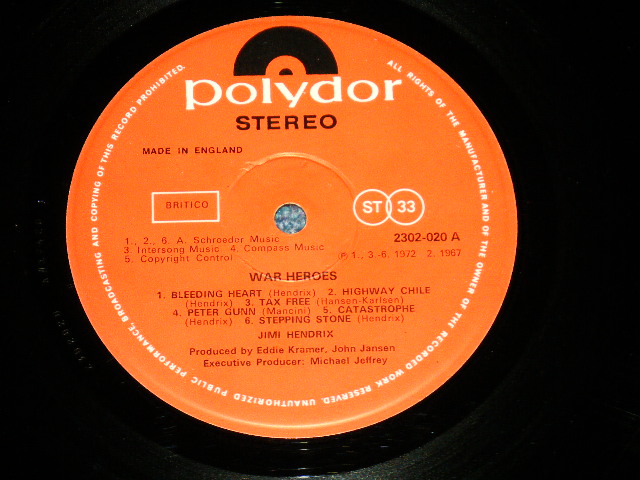 polydor
STEREO
MADE IN ENGLAND
BRITICO
ST 33
1., 2., 6. A. Schroeder Music
3. Intersong Music 4. Compass Music
5. Copyright Control
2302-020 A
℗ 1., 3.-6. 1972 2. 1967
WAR HEROES
1. BLEEDING HEART (Hendrix) 2. HIGHWAY CHILE
(Hendrix) 3. TAX FREE (Hansen-Karlsen)
4. PETER GUNN (Mancini) 5. CATASTROPHE
(Hendrix) 6. STEPPING STONE (Hendrix)
JIMI HENDRIX
Produced by Eddie Kramer, John Jansen
Executive Producer: Michael Jeffrey
ALL RIGHTS OF THE MANUFACTURER AND OF THE OWNER OF THE RECORDED WORK RESERVED. UNAUTHORIZED PUBLIC PERFORMANCE, BROADCASTING AND COPYING OF THIS RECORD PROHIBITED.